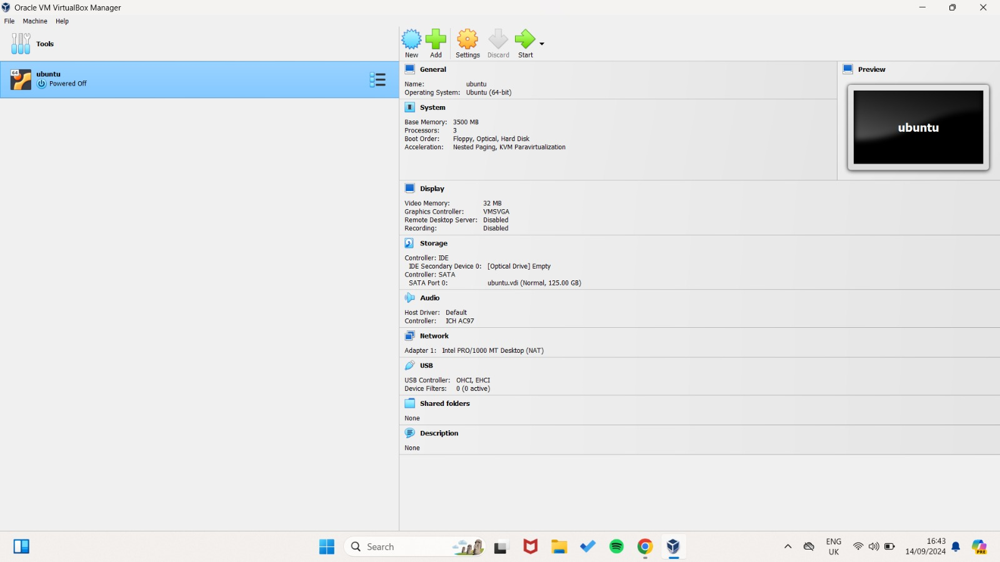 Oracle VM VirtualBox Manager
File Machine Help
Tools
64
ubuntu
Powered Off
New Add Settings Discard Start
General
Name: ubuntu
Operating System: Ubuntu (64-bit)
System
Base Memory: 3500 MB
Processors: 3
Boot Order: Floppy, Optical, Hard Disk
Acceleration: Nested Paging, KVM Paravirtualization
Preview
ubuntu
Display
Video Memory: 32 MB
Graphics Controller: VMSVGA
Remote Desktop Server: Disabled
Recording: Disabled
Storage
Controller: IDE
IDE Secondary Device 0: [Optical Drive] Empty
Controller: SATA
SATA Port 0: ubuntu.vdi (Normal, 125.00 GB)
Audio
Host Driver: Default
Controller: ICH AC97
Network
Adapter 1: Intel PRO/1000 MT Desktop (NAT)
USB
USB Controller: OHCI, EHCI
Device Filters: 0 (0 active)
Shared folders
None
Description
None
Search
ENG
UK
16:43
14/09/2024
PRE